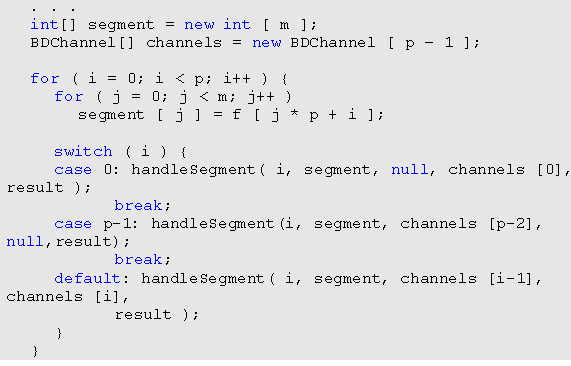 . . .
int[] segment = new int [ m ];
BDChannel[] channels = new BDChannel [ p - 1 ];
for ( i = 0; i < p; i++ ) {
for ( j = 0; j < m; j++ )
segment [ j ] = f [ j * p + i ];
switch ( i ) {
case 0: handleSegment( i, segment, null, channels [0],
result );
break;
case p-1: handleSegment(i, segment, channels [p-2],
null,result);
break;
default: handleSegment( i, segment, channels [i-1],
channels [i],
result );
}
}